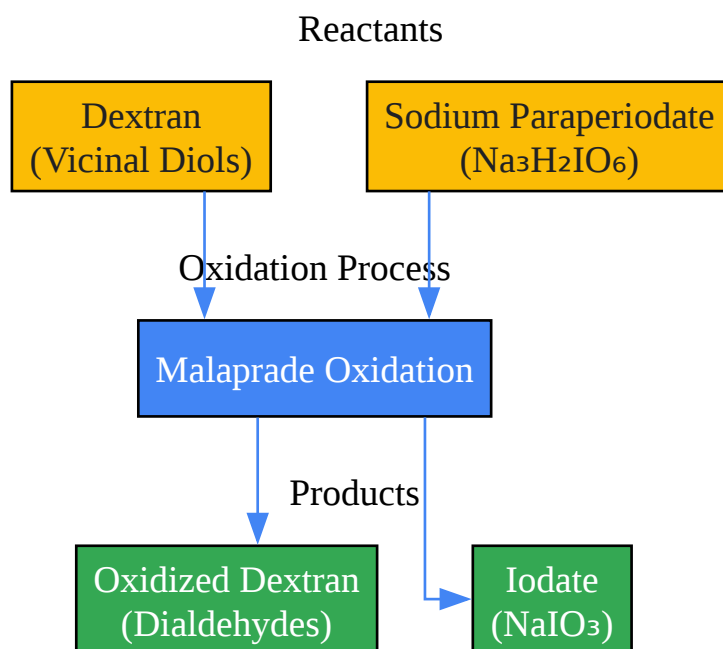 Reactants
Dextran
(Vicinal Diols)
Sodium Paraperiodate
(Na₃H₂IO₆)
Oxidation Process
Malaprade Oxidation
Products
Oxidized Dextran
(Dialdehydes)
Iodate
(NaIO₃)